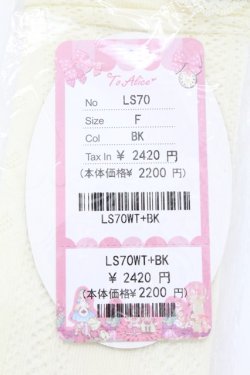 To Alice
No LS70
Size F
Col BK
Tax In ¥ 2420 円
(本体価格¥ 2200 円)
LS70WT+BK
LS70WT+BK
¥ 2420 円
(本体価格¥ 2200 円)